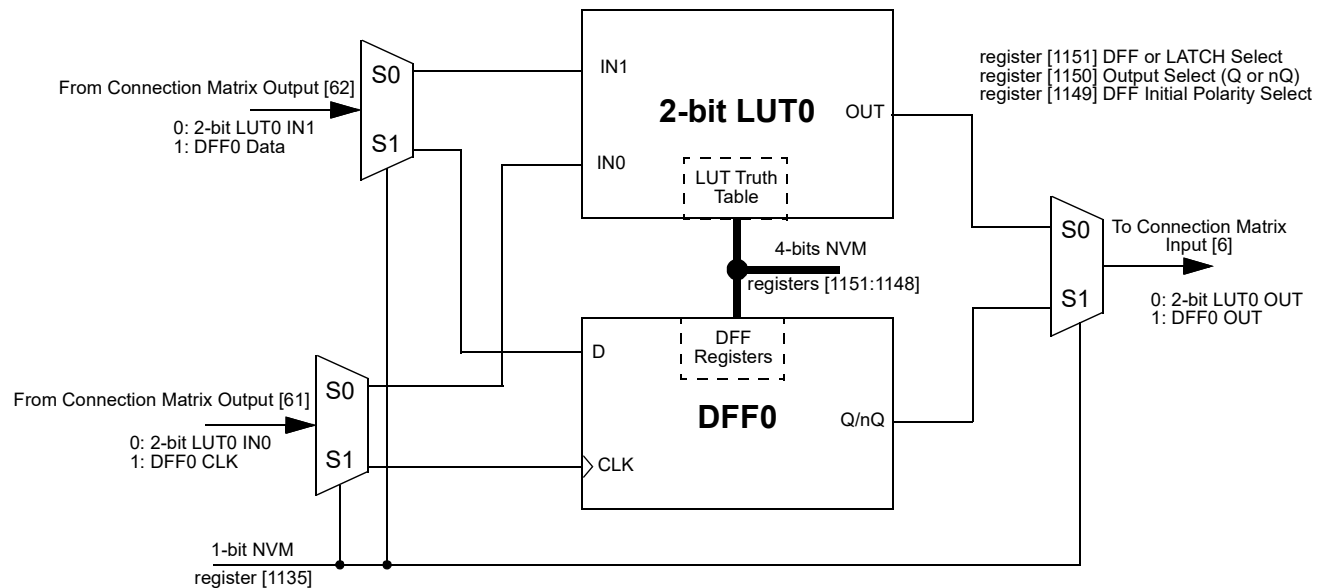 register [1151] DFF or LATCH Select
register [1150] Output Select (Q or nQ)
register [1149] DFF Initial Polarity Select
From Connection Matrix Output [62]
0: 2-bit LUT0 IN1
1: DFF0 Data
S0
S1
IN1
IN0
2-bit LUT0
OUT
LUT Truth
Table
4-bits NVM
registers [1151:1148]
S0
S1
To Connection Matrix
Input [6]
0: 2-bit LUT0 OUT
1: DFF0 OUT
DFF
Registers
D
DFF0
Q/nQ
CLK
From Connection Matrix Output [61]
0: 2-bit LUT0 IN0
1: DFF0 CLK
S0
S1
1-bit NVM
register [1135]